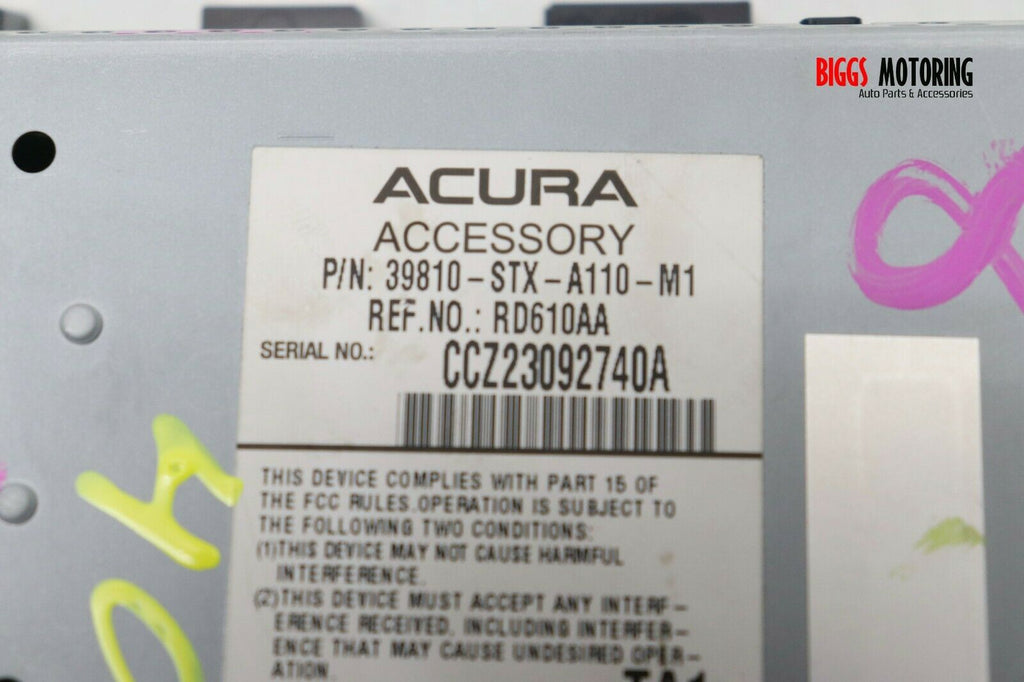 BIGGS MOTORING
Auto Parts & Accessories
ACURA
ACCESSORY
P/N: 39810-STX-A110-M1
REF.NO.: RD610AA
SERIAL NO.: CCZ23092740A
THIS DEVICE COMPLIES WITH PART 15 OF
THE FCC RULES.OPERATION IS SUBJECT TO
THE FOLLOWING TWO CONDITIONS:
(1)THIS DEVICE MAY NOT CAUSE HARMFUL
INTERFERENCE.
(2)THIS DEVICE MUST ACCEPT ANY INTERF-
ERENCE RECEIVED, INCLUDING INTERFER-
ENCE THAT MAY CAUSE UNDESIRED OPER-
ATION.